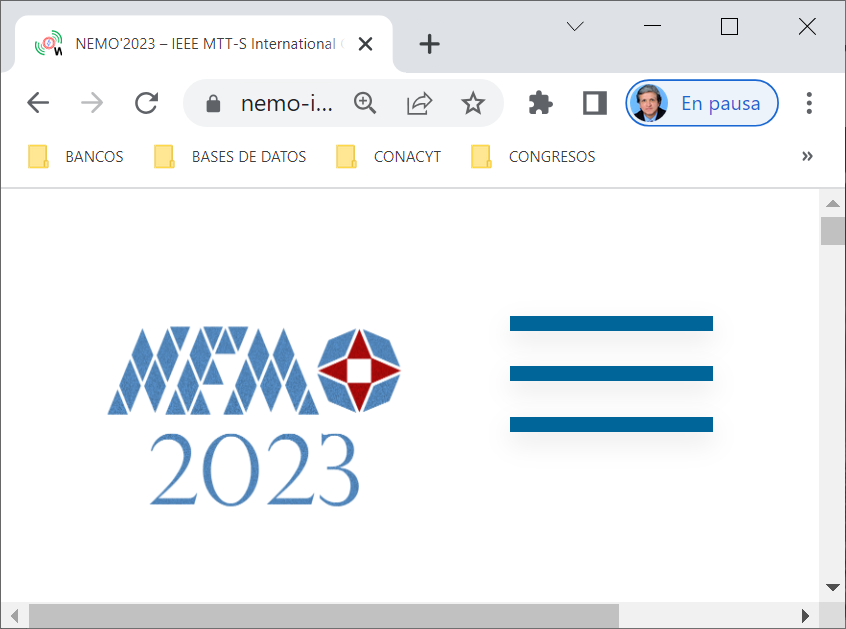 NEMO'2023 – IEEE MTT-S International
nemo-i...
En pausa
BANCOS BASES DE DATOS CONACYT CONGRESOS
NEMO
2023